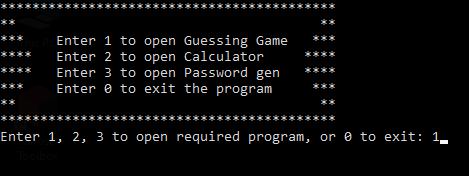 ******************************************
**                                      **
***    Enter 1 to open Guessing Game   ***
****   Enter 2 to open Calculator     ****
****   Enter 3 to open Password gen   ****
***    Enter 0 to exit the program     ***
**                                      **
******************************************
Enter 1, 2, 3 to open required program, or 0 to exit: 1_